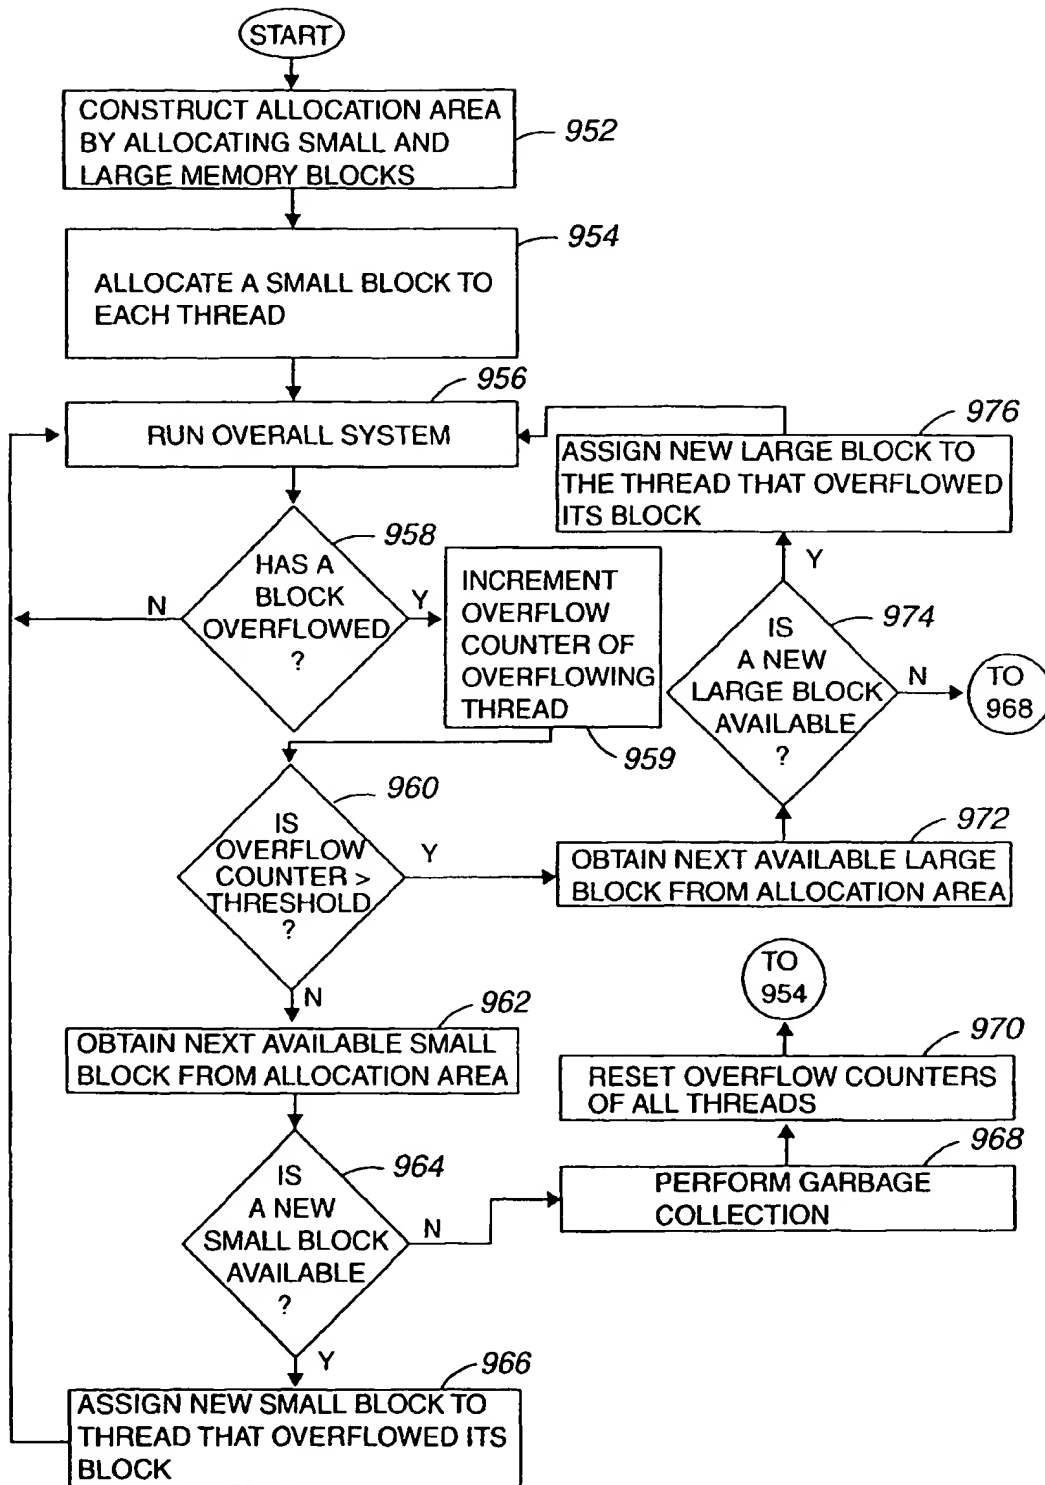 START
CONSTRUCT ALLOCATION AREA
BY ALLOCATING SMALL AND
LARGE MEMORY BLOCKS
952
954
ALLOCATE A SMALL BLOCK TO
EACH THREAD
956
RUN OVERALL SYSTEM
976
ASSIGN NEW LARGE BLOCK TO
THE THREAD THAT OVERFLOWED
ITS BLOCK
958
HAS A
BLOCK
OVERFLOWED
?
N
Y
INCREMENT
OVERFLOW
COUNTER OF
OVERFLOWING
THREAD
959
Y
974
IS
A NEW
LARGE BLOCK
AVAILABLE
?
N
TO
968
960
IS
OVERFLOW
COUNTER >
THRESHOLD
?
Y
N
972
OBTAIN NEXT AVAILABLE LARGE
BLOCK FROM ALLOCATION AREA
962
OBTAIN NEXT AVAILABLE SMALL
BLOCK FROM ALLOCATION AREA
TO
954
970
RESET OVERFLOW COUNTERS
OF ALL THREADS
968
PERFORM GARBAGE
COLLECTION
964
IS
A NEW
SMALL BLOCK
AVAILABLE
?
N
Y
966
ASSIGN NEW SMALL BLOCK TO
THREAD THAT OVERFLOWED ITS
BLOCK